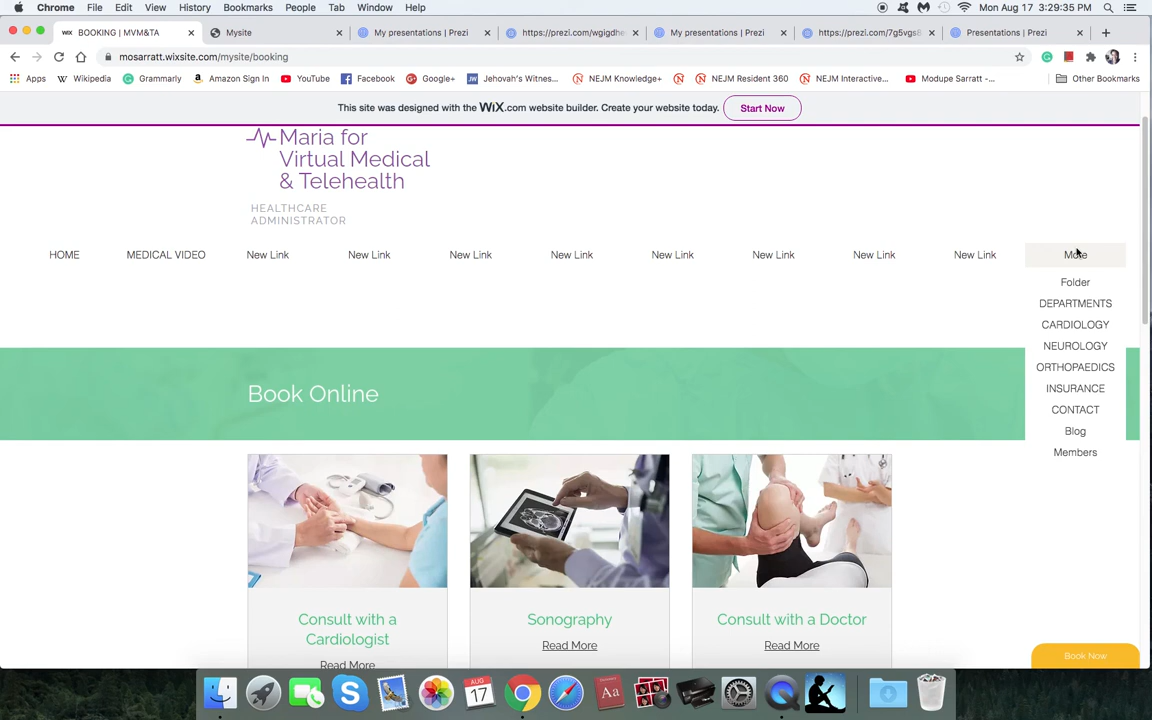 Chrome File Edit View History Bookmarks People Tab Window Help Mon Aug 17 3:29:35 PM
WIX BOOKING | MVM&TA Mysite My presentations | Prezi https://prezi.com/wgigdhe My presentations | Prezi https://prezi.com/7g5vgs8 Presentations | Prezi
mosarratt.wixsite.com/mysite/booking
Apps Wikipedia Grammarly Amazon Sign In YouTube Facebook Google+ Jehovah's Witnes... NEJM Knowledge+ NEJM Resident 360 NEJM Interactive... Modupe Sarratt -... Other Bookmarks
This site was designed with the WiX.com website builder. Create your website today. Start Now
Maria for
Virtual Medical
& Telehealth
HEALTHCARE
ADMINISTRATOR
HOME MEDICAL VIDEO New Link New Link New Link New Link New Link New Link New Link New Link More
Folder
DEPARTMENTS
CARDIOLOGY
NEUROLOGY
ORTHOPAEDICS
INSURANCE
CONTACT
Blog
Members
Book Online
Consult with a
Cardiologist
Read More
Sonography
Read More
Consult with a Doctor
Read More
Book Now
AUG
17
Aa